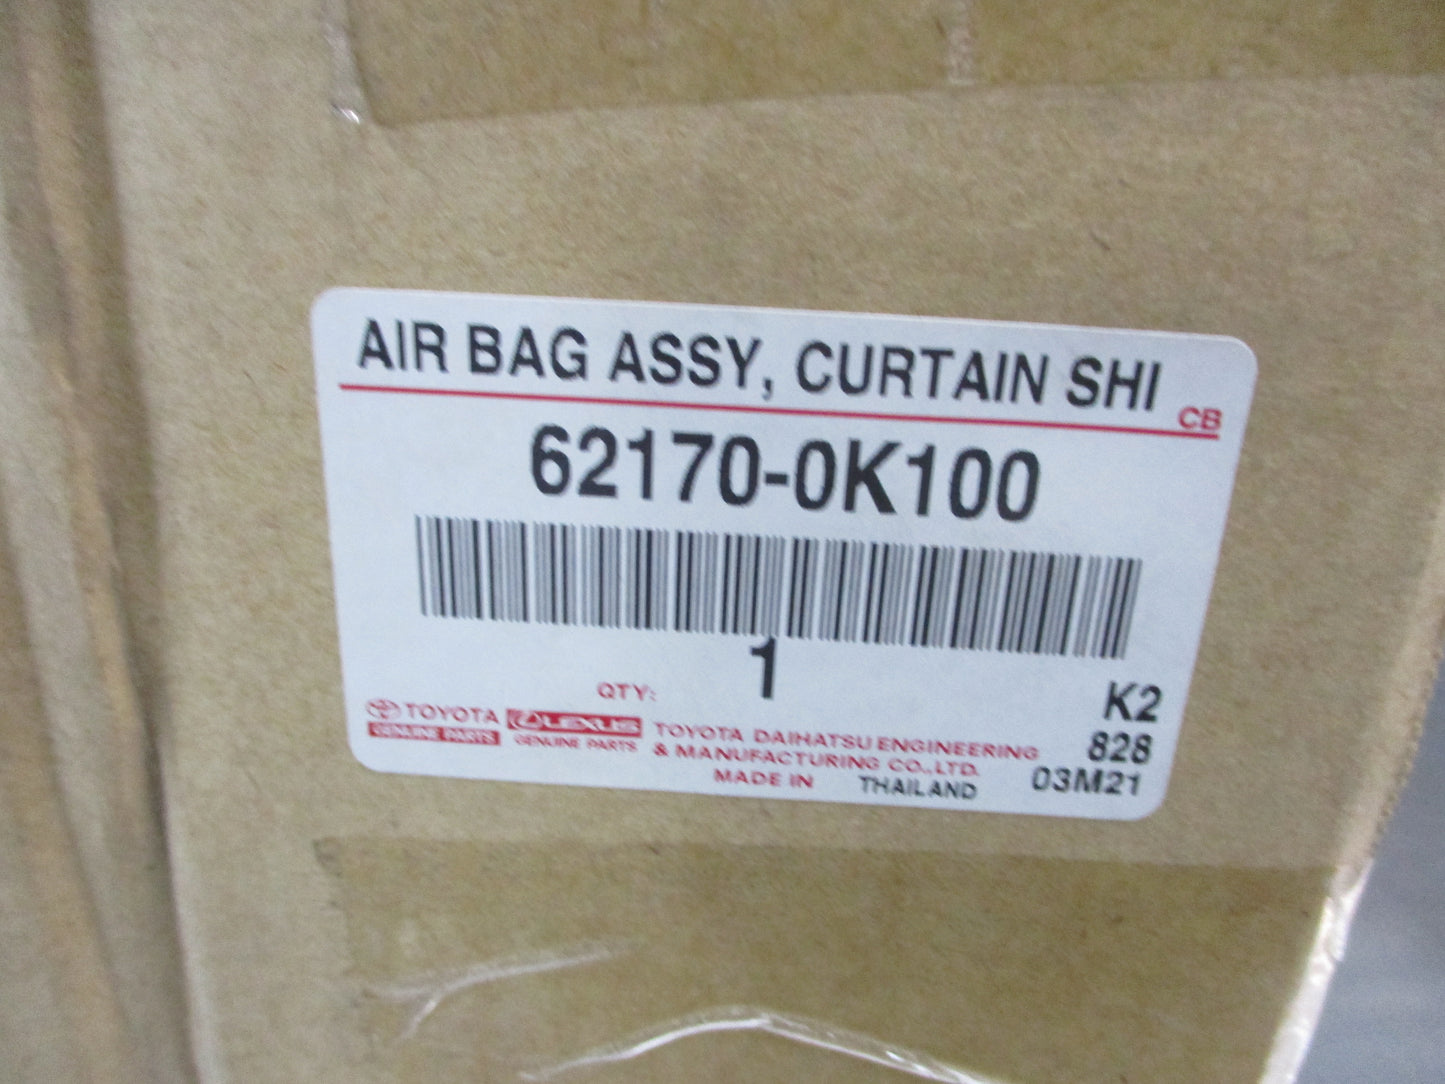 AIR BAG ASSY, CURTAIN SHI
CB
62170-0K100
1
QTY:
K2
TOYOTA
GENUINE PARTS
LEXUS
GENUINE PARTS
TOYOTA DAIHATSU ENGINEERING
& MANUFACTURING CO.,LTD.
828
MADE IN THAILAND
03M21